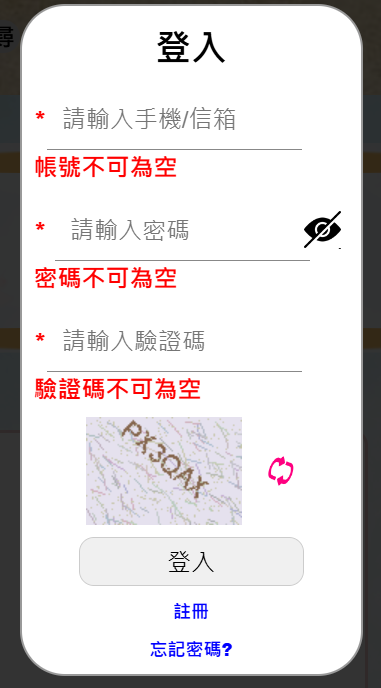 尋
登入
* 請輸入手機/信箱
帳號不可為空
* 請輸入密碼
密碼不可為空
* 請輸入驗證碼
驗證碼不可為空
PX3QAX
登入
註冊
忘記密碼?